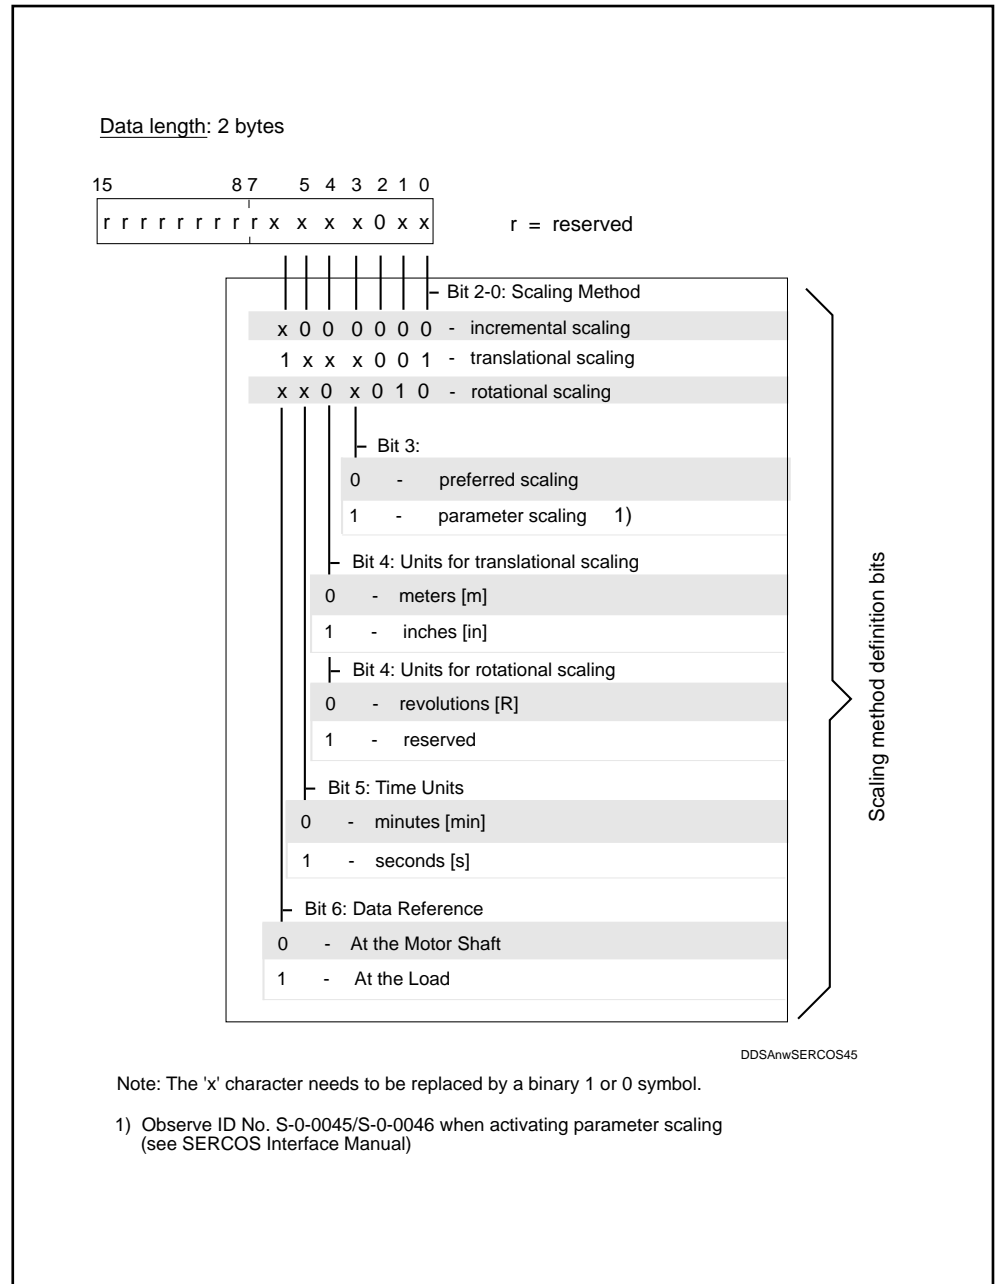 Data length: 2 bytes
15 8 7 5 4 3 2 1 0
r r r r r r r r x x x x 0 x x
r = reserved
Bit 2-0: Scaling Method
x 0 0 0 0 0 0 - incremental scaling
1 x x x 0 0 1 - translational scaling
x x 0 x 0 1 0 - rotational scaling
Bit 3:
0 - preferred scaling
1 - parameter scaling 1)
Bit 4: Units for translational scaling
0 - meters [m]
1 - inches [in]
Bit 4: Units for rotational scaling
0 - revolutions [R]
1 - reserved
Bit 5: Time Units
0 - minutes [min]
1 - seconds [s]
Bit 6: Data Reference
0 - At the Motor Shaft
1 - At the Load
Scaling method definition bits
DDSAnwSERCOS45
Note: The 'x' character needs to be replaced by a binary 1 or 0 symbol.
1) Observe ID No. S-0-0045/S-0-0046 when activating parameter scaling
(see SERCOS Interface Manual)